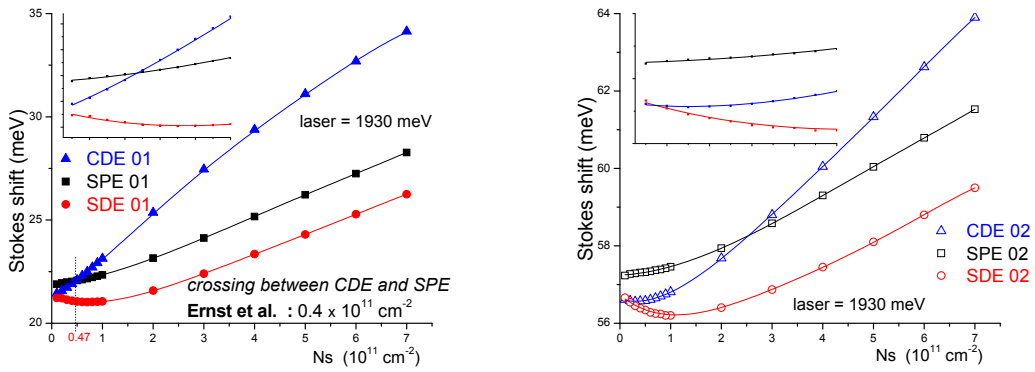 35
30
25
20
Stokes shift (meV)
laser = 1930 meV
CDE 01
SPE 01
SDE 01
crossing between CDE and SPE
Ernst et al. : 0.4 x 10¹¹ cm⁻²
0 1 2 3 4 5 6 7
0.47
Ns (10¹¹ cm⁻²)
64
62
60
58
56
Stokes shift (meV)
CDE 02
SPE 02
SDE 02
laser = 1930 meV
0 1 2 3 4 5 6 7
Ns (10¹¹ cm⁻²)